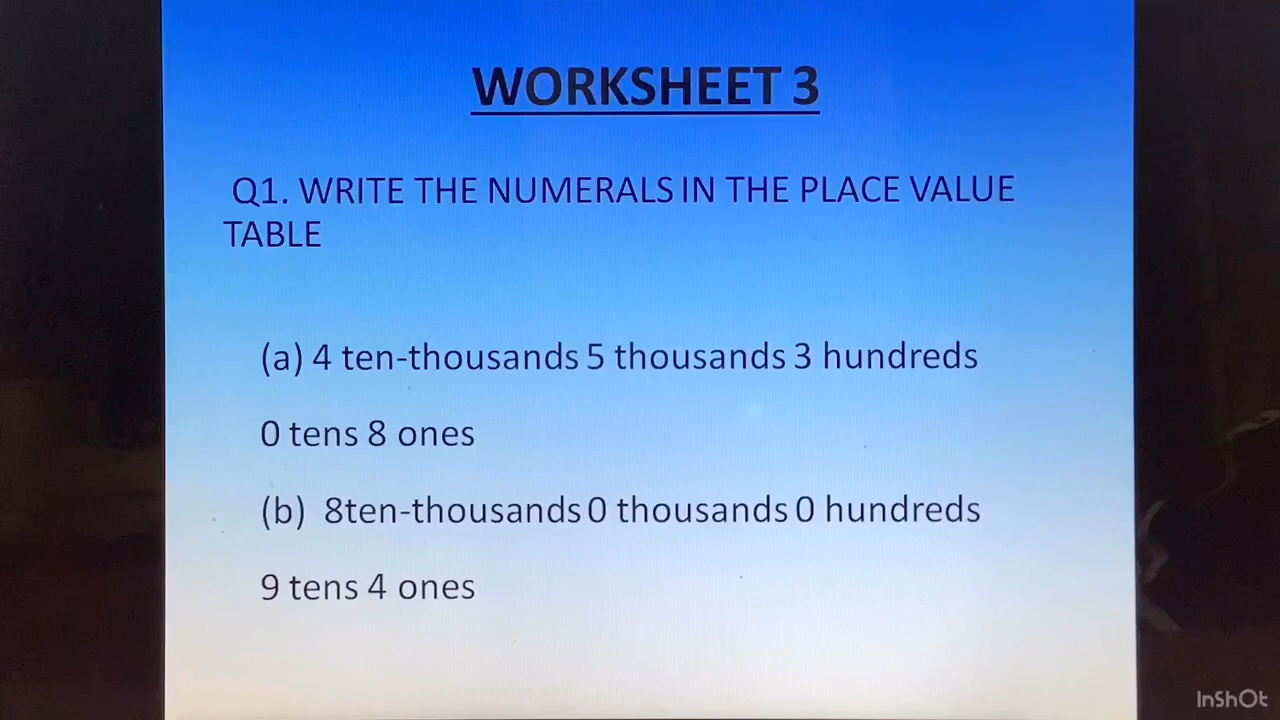 WORKSHEET 3
Q1. WRITE THE NUMERALS IN THE PLACE VALUE
TABLE
(a) 4 ten-thousands 5 thousands 3 hundreds
0 tens 8 ones
(b) 8ten-thousands 0 thousands 0 hundreds
9 tens 4 ones
InShOt